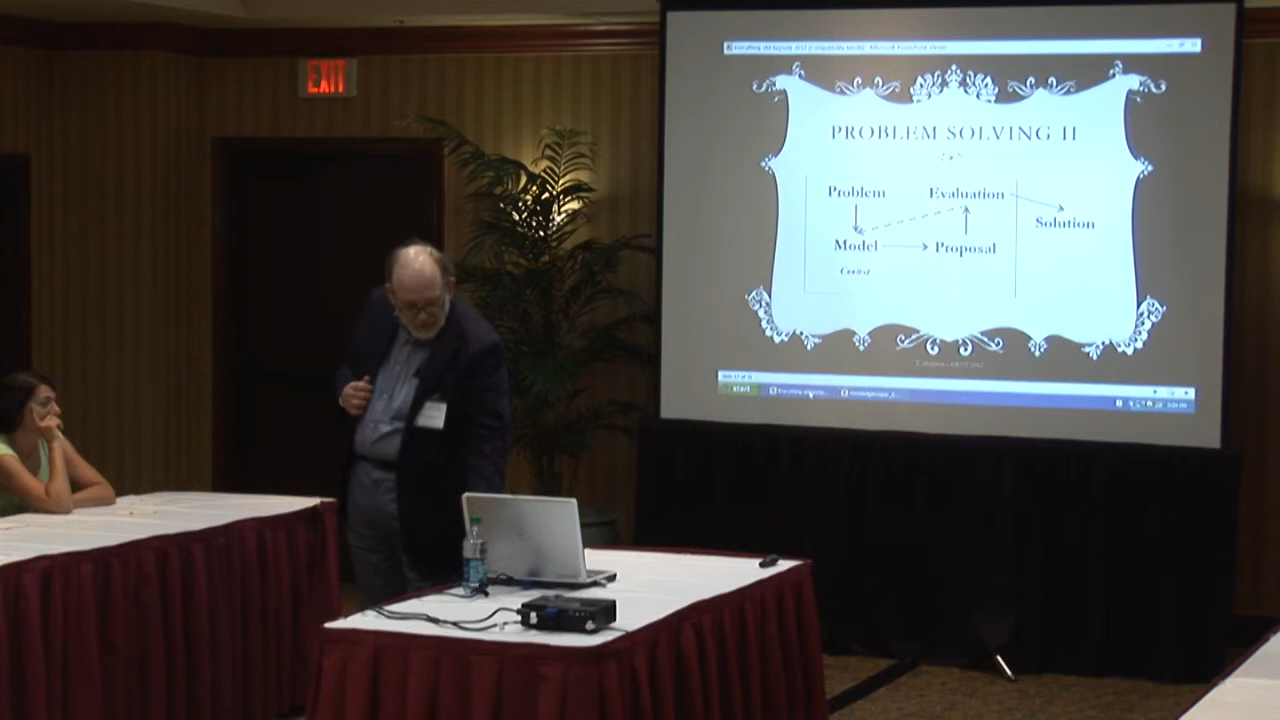 EXIT
PROBLEM SOLVING II
Problem
Evaluation
Solution
Model
Proposal
Context
start